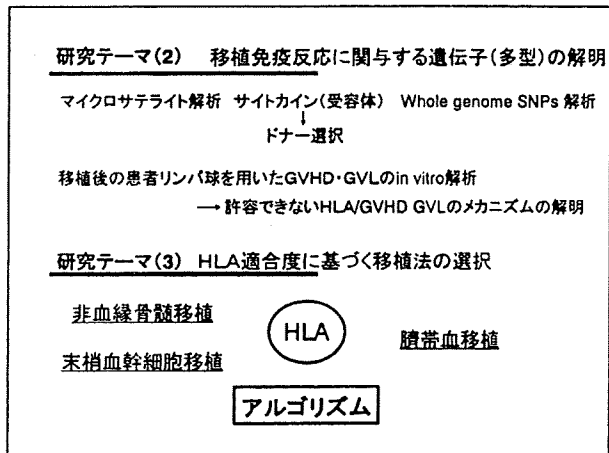 研究テーマ(2) 移植免疫反応に関与する遺伝子(多型)の解明
マイクロサテライト解析 サイトカイン(受容体) Whole genome SNPs 解析
↓
ドナー選択
移植後の患者リンパ球を用いたGVHD・GVLのin vitro解析
→ 許容できないHLA/GVHD GVLのメカニズムの解明
研究テーマ(3) HLA適合度に基づく移植法の選択
非血縁骨髄移植
HLA
臍帯血移植
末梢血幹細胞移植
アルゴリズム